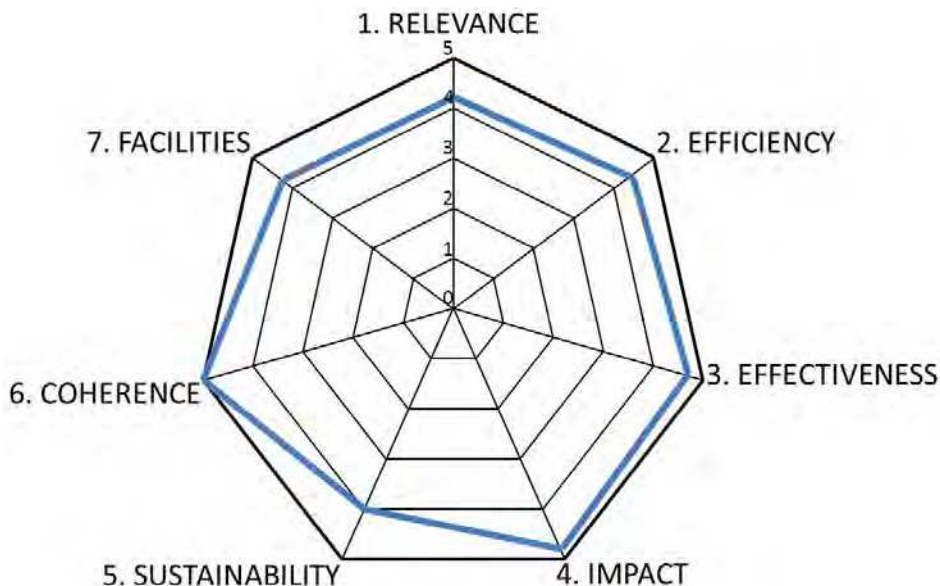 1. RELEVANCE
5
7. FACILITIES
4
2. EFFICIENCY
3
2
1
0
6. COHERENCE
3. EFFECTIVENESS
5. SUSTAINABILITY
4. IMPACT